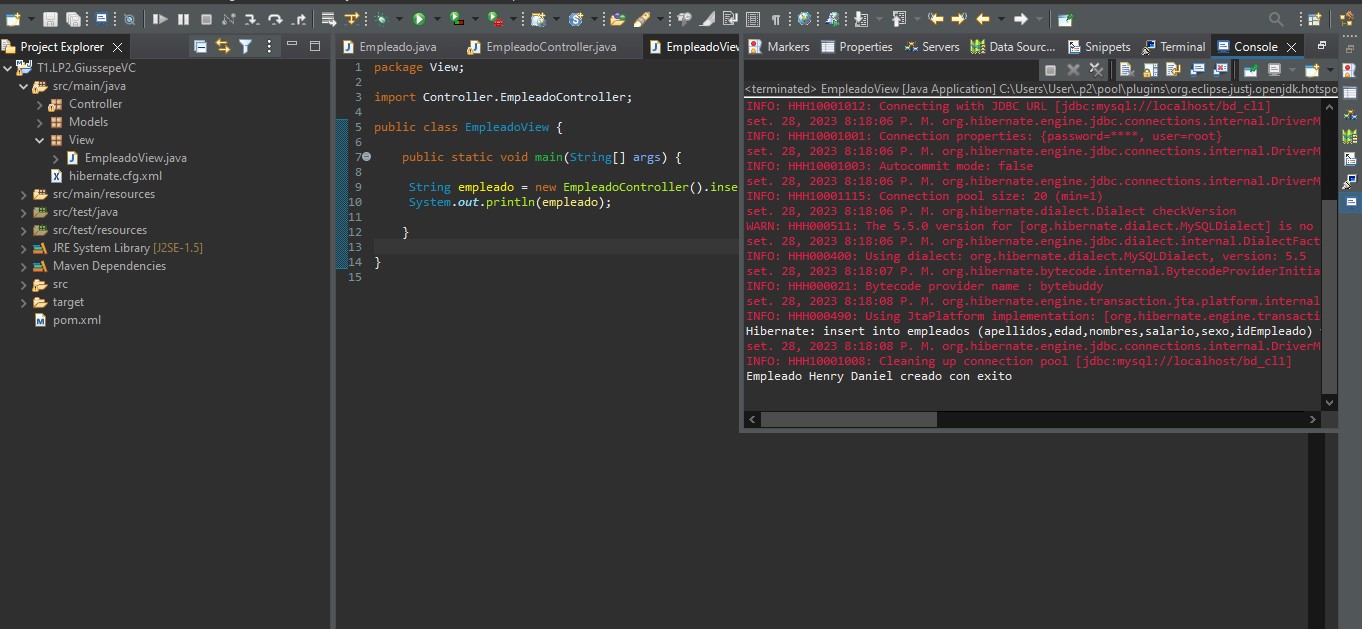 Project Explorer
T1.LP2.GiussepeVC
src/main/java
Controller
Models
View
EmpleadoView.java
hibernate.cfg.xml
src/main/resources
src/test/java
src/test/resources
JRE System Library [J2SE-1.5]
Maven Dependencies
src
target
pom.xml
Empleado.java
EmpleadoController.java
EmpleadoView
1 package View;
2
3 import Controller.EmpleadoController;
4
5 public class EmpleadoView {
6
7 public static void main(String[] args) {
8
9 String empleado = new EmpleadoController().inse
10 System.out.println(empleado);
11
12 }
13
14 }
15
Markers
Properties
Servers
Data Sourc...
Snippets
Terminal
Console
<terminated> EmpleadoView [Java Application] C:\Users\User\.p2\pool\plugins\org.eclipse.justj.openjdk.hotspo
INFO: HHH10001012: Connecting with JDBC URL [jdbc:mysql://localhost/bd_cl1]
set. 28, 2023 8:18:06 P. M. org.hibernate.engine.jdbc.connections.internal.DriverM
INFO: HHH10001001: Connection properties: {password=****, user=root}
set. 28, 2023 8:18:06 P. M. org.hibernate.engine.jdbc.connections.internal.DriverM
INFO: HHH10001003: Autocommit mode: false
set. 28, 2023 8:18:06 P. M. org.hibernate.engine.jdbc.connections.internal.DriverM
INFO: HHH10001115: Connection pool size: 20 (min=1)
set. 28, 2023 8:18:06 P. M. org.hibernate.dialect.Dialect checkVersion
WARN: HHH000511: The 5.5.0 version for [org.hibernate.dialect.MySQLDialect] is no
set. 28, 2023 8:18:06 P. M. org.hibernate.engine.jdbc.dialect.internal.DialectFact
INFO: HHH000400: Using dialect: org.hibernate.dialect.MySQLDialect, version: 5.5
set. 28, 2023 8:18:07 P. M. org.hibernate.bytecode.internal.BytecodeProviderInitia
INFO: HHH000021: Bytecode provider name : bytebuddy
set. 28, 2023 8:18:08 P. M. org.hibernate.engine.transaction.jta.platform.internal
INFO: HHH000490: Using JtaPlatform implementation: [org.hibernate.engine.transacti
Hibernate: insert into empleados (apellidos,edad,nombres,salario,sexo,idEmpleado)
set. 28, 2023 8:18:08 P. M. org.hibernate.engine.jdbc.connections.internal.DriverM
INFO: HHH10001008: Cleaning up connection pool [jdbc:mysql://localhost/bd_cl1]
Empleado Henry Daniel creado con exito